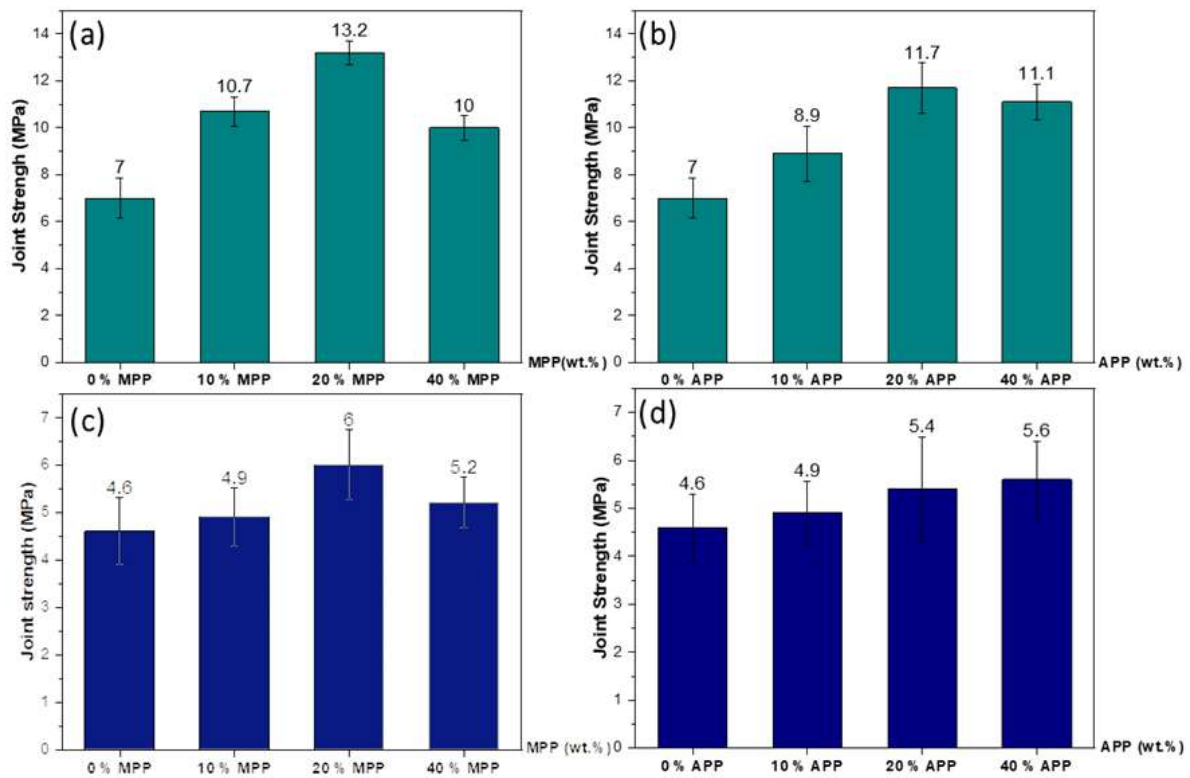 (a)
Joint Strengh (MPa)
14
12
10
8
6
4
2
0
7
10.7
13.2
10
0 % MPP
10 % MPP
20 % MPP
40 % MPP
MPP(wt.%)
(b)
Joint Strength (MPa)
14
12
10
8
6
4
2
0
7
8.9
11.7
11.1
0 % APP
10 % APP
20 % APP
40 % APP
APP (wt.%)
(c)
Joint strength (MPa)
7
6
5
4
3
2
1
0
4.6
4.9
6
5.2
0 % MPP
10 % MPP
20 % MPP
40 % MPP
MPP (wt.%)
(d)
Joint Strength (MPa)
7
6
5
4
3
2
1
0
4.6
4.9
5.4
5.6
0 % APP
10 % APP
20 % APP
40 % APP
APP (wt.%)